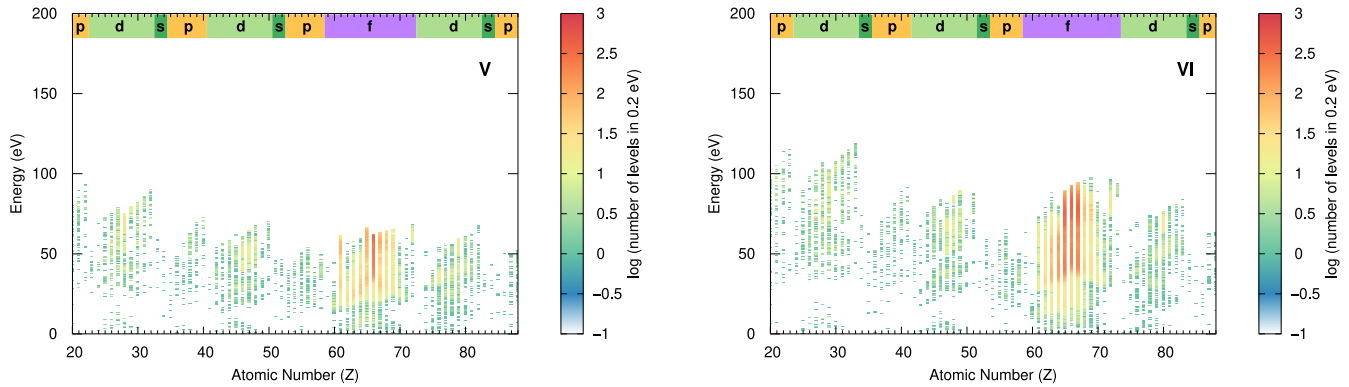 200
150
100
50
0
Energy (eV)
p d s p d s p f d s p
V
20 30 40 50 60 70 80
Atomic Number (Z)
3
2.5
2
1.5
1
0.5
0
−0.5
−1
log (number of levels in 0.2 eV)
200
150
100
50
0
Energy (eV)
p d s p d s p f d s p
VI
20 30 40 50 60 70 80
Atomic Number (Z)
3
2.5
2
1.5
1
0.5
0
−0.5
−1
log (number of levels in 0.2 eV)